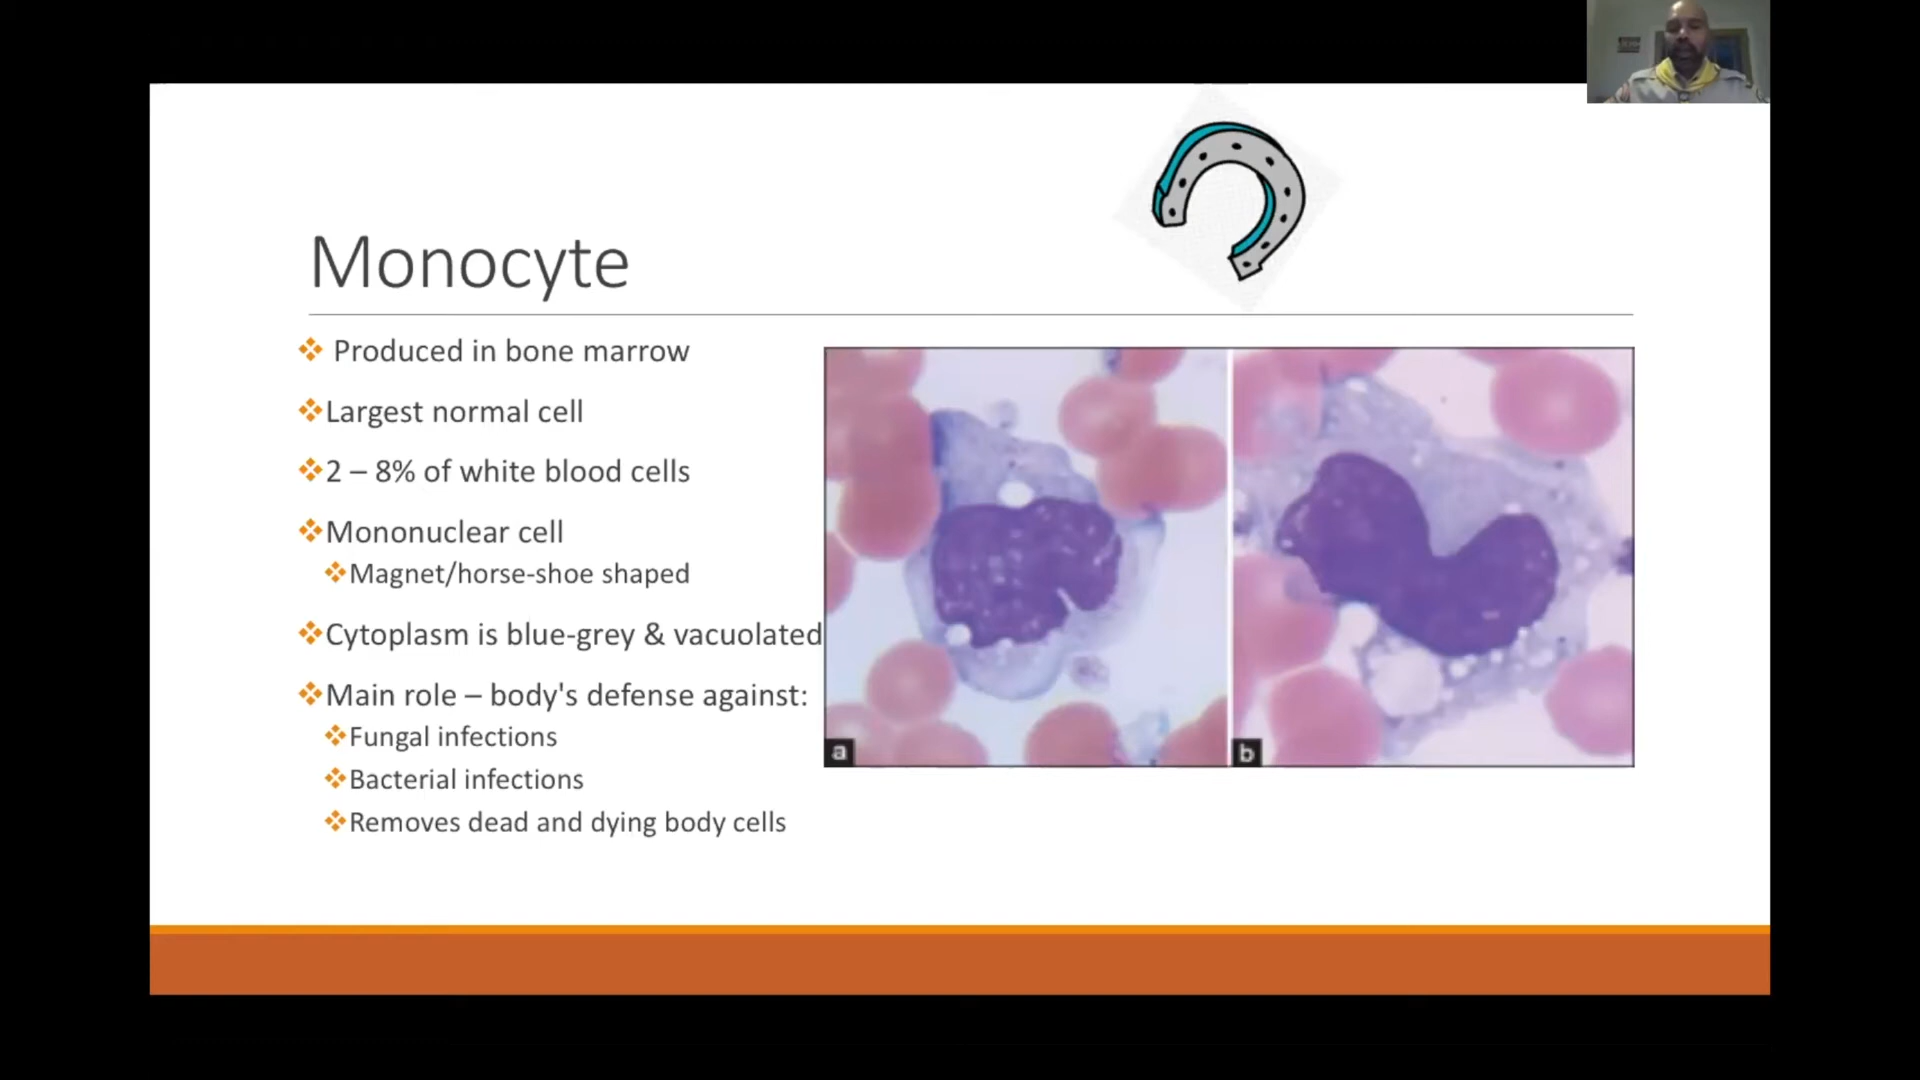 Monocyte
Produced in bone marrow
Largest normal cell
2 – 8% of white blood cells
Mononuclear cell
Magnet/horse-shoe shaped
Cytoplasm is blue-grey & vacuolated
Main role – body's defense against:
Fungal infections
Bacterial infections
Removes dead and dying body cells
a
b